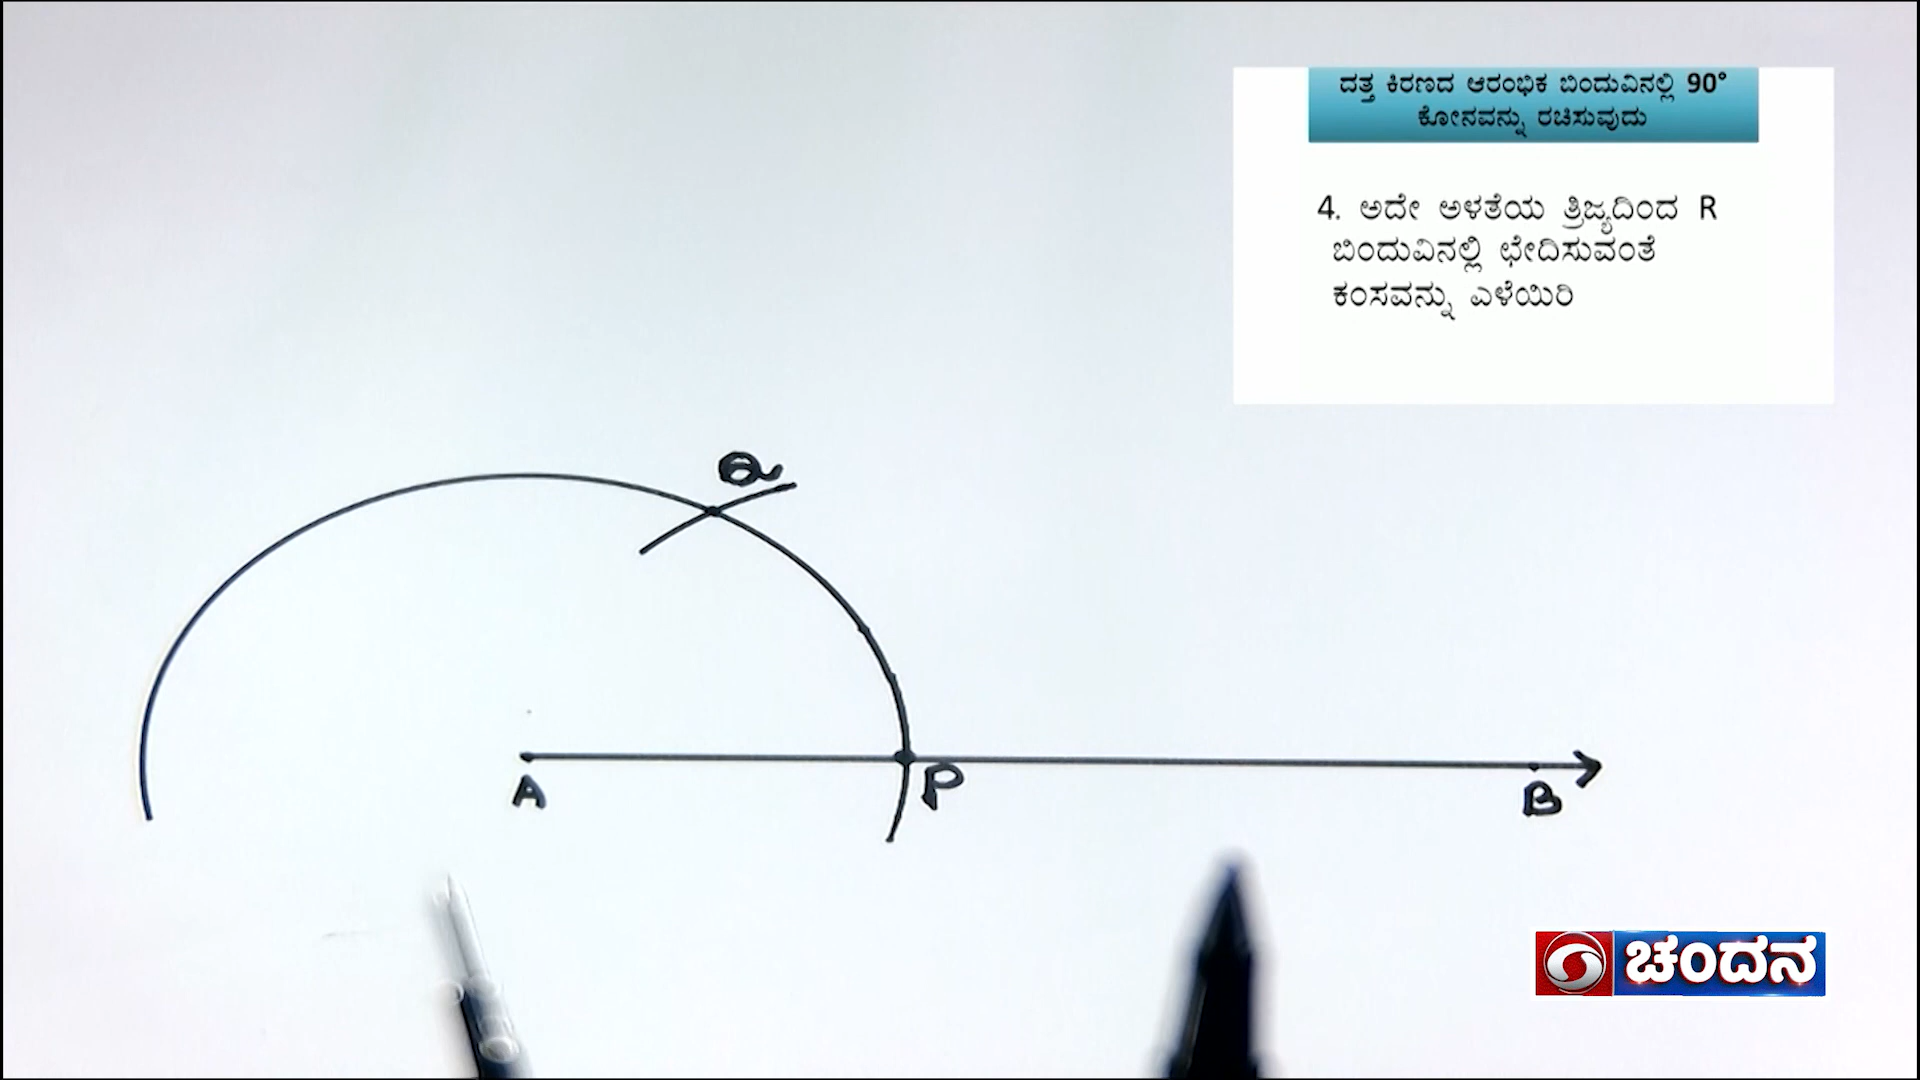 ದತ್ತ ಕಿರಣದ ಆರಂಭಿಕ ಬಿಂದುವಿನಲ್ಲಿ 90°
ಕೋನವನ್ನು ರಚಿಸುವುದು
4. ಅದೇ ಅಳತೆಯ ತ್ರಿಜ್ಯದಿಂದ R
ಬಿಂದುವಿನಲ್ಲಿ ಛೇದಿಸುವಂತೆ
ಕಂಸವನ್ನು ಎಳೆಯಿರಿ
Q
A
P
B
ಚಂದನ